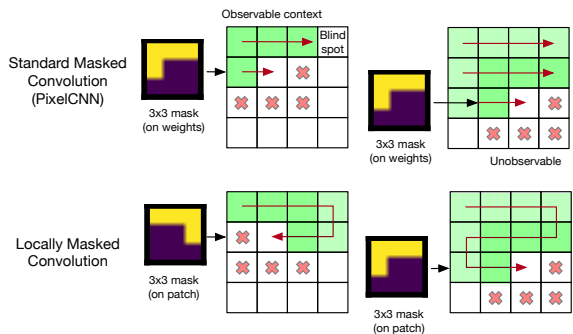 Observable context
Blind
spot
Standard Masked
Convolution
(PixelCNN)
3x3 mask
(on weights)
3x3 mask
(on weights)
Unobservable
Locally Masked
Convolution
3x3 mask
(on patch)
3x3 mask
(on patch)